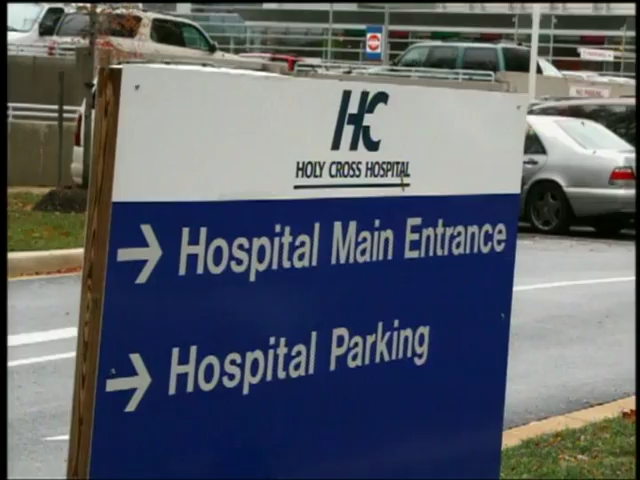 HC
HOLY CROSS HOSPITAL
→ Hospital Main Entrance
→ Hospital Parking